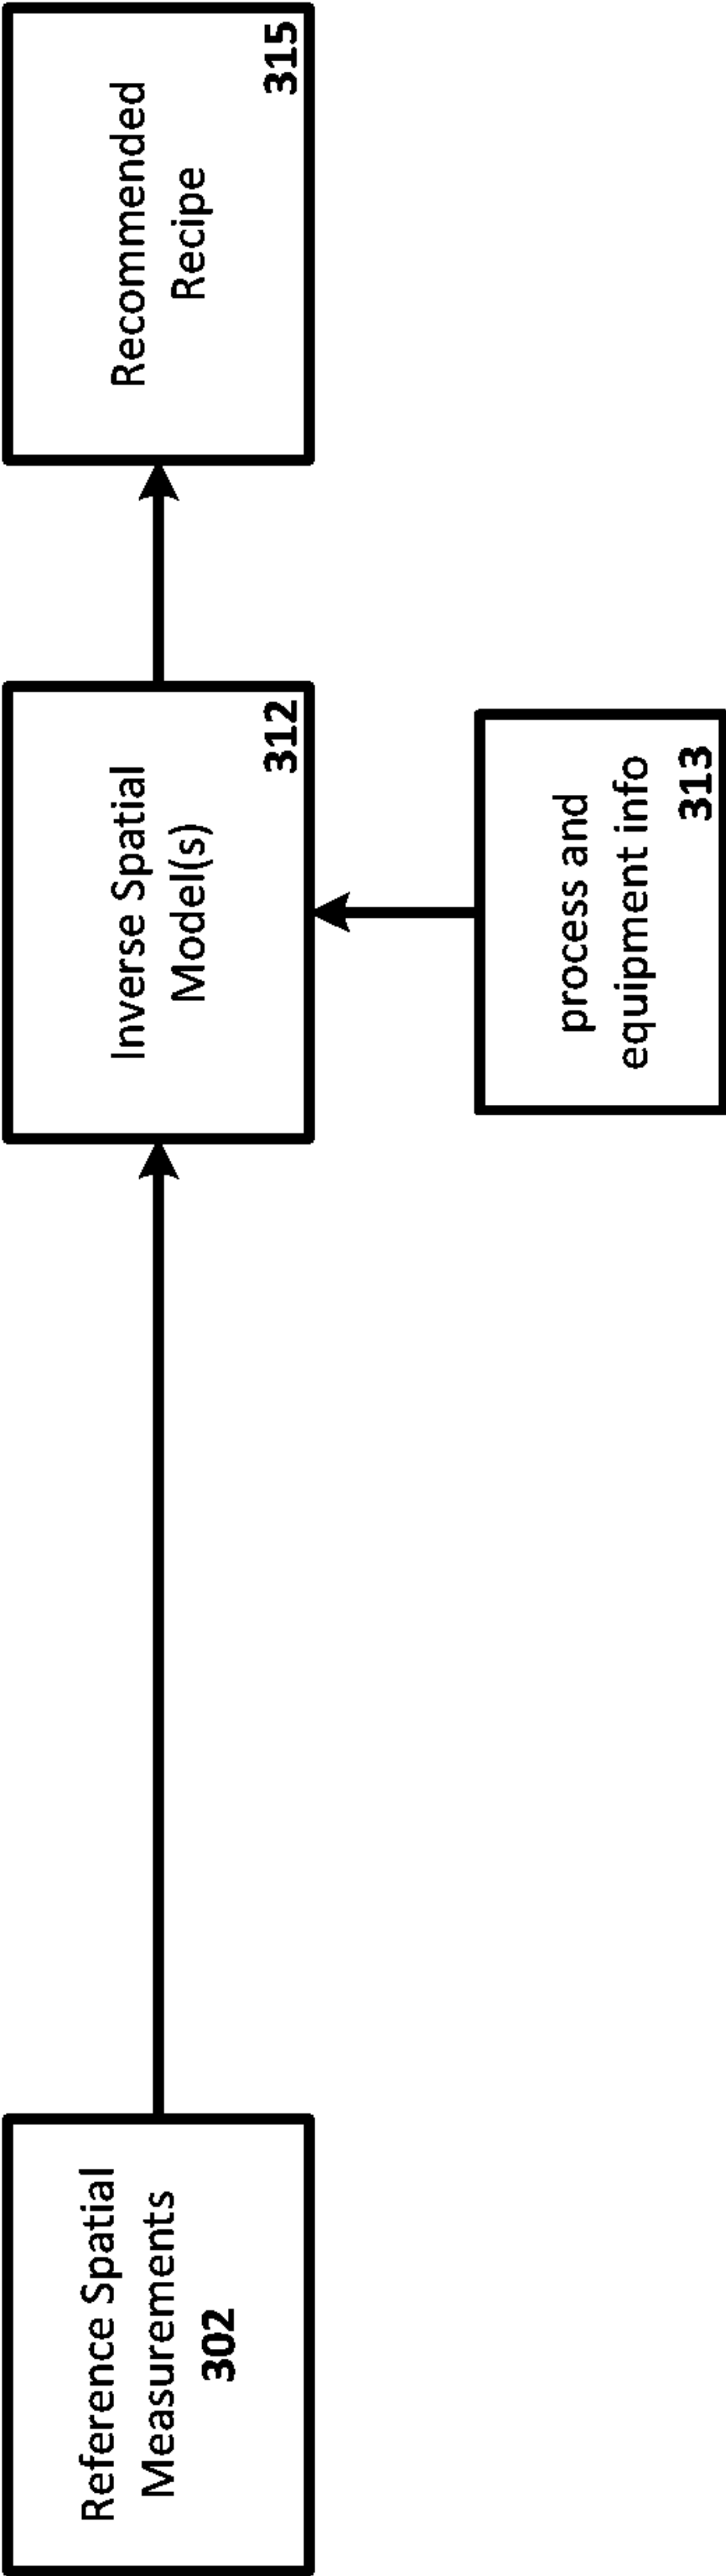 Reference Spatial
Measurements
302
Inverse Spatial
Model(s)
312
process and
equipment info
313
Recommended
Recipe
315